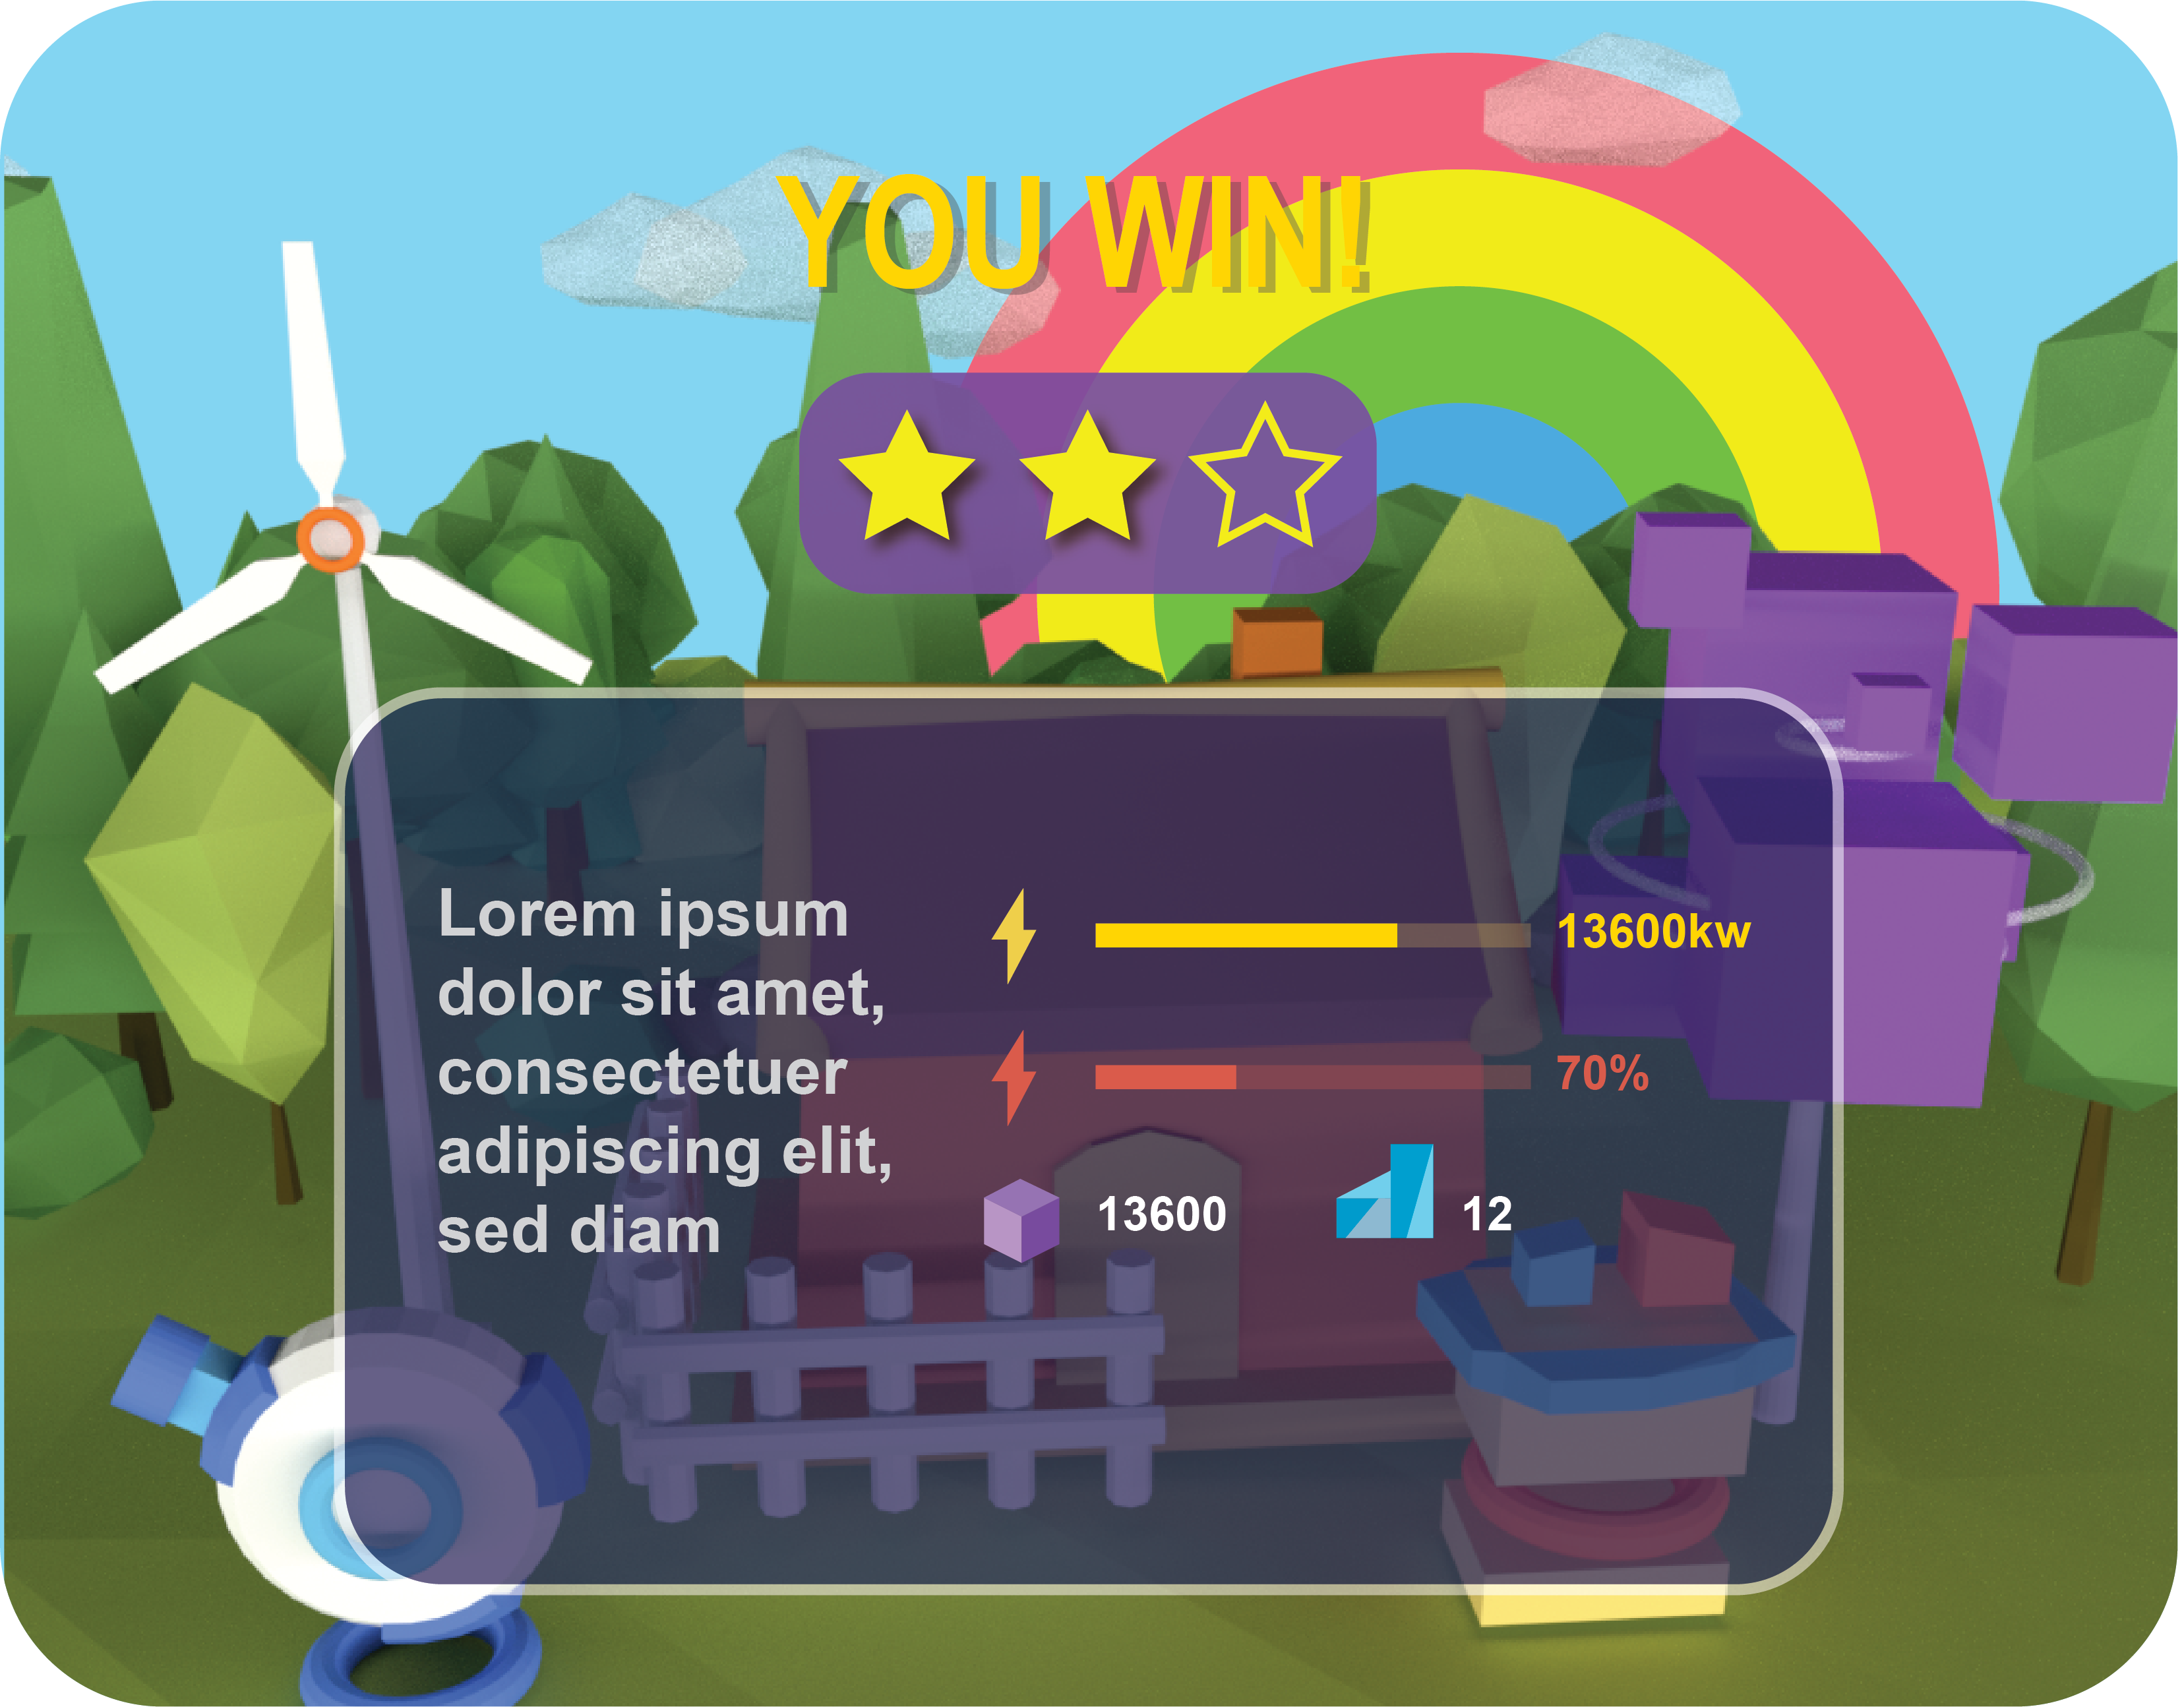 YOU WIN!
Lorem ipsum
dolor sit amet,
consectetuer
adipiscing elit,
sed diam
13600kw
70%
13600
12